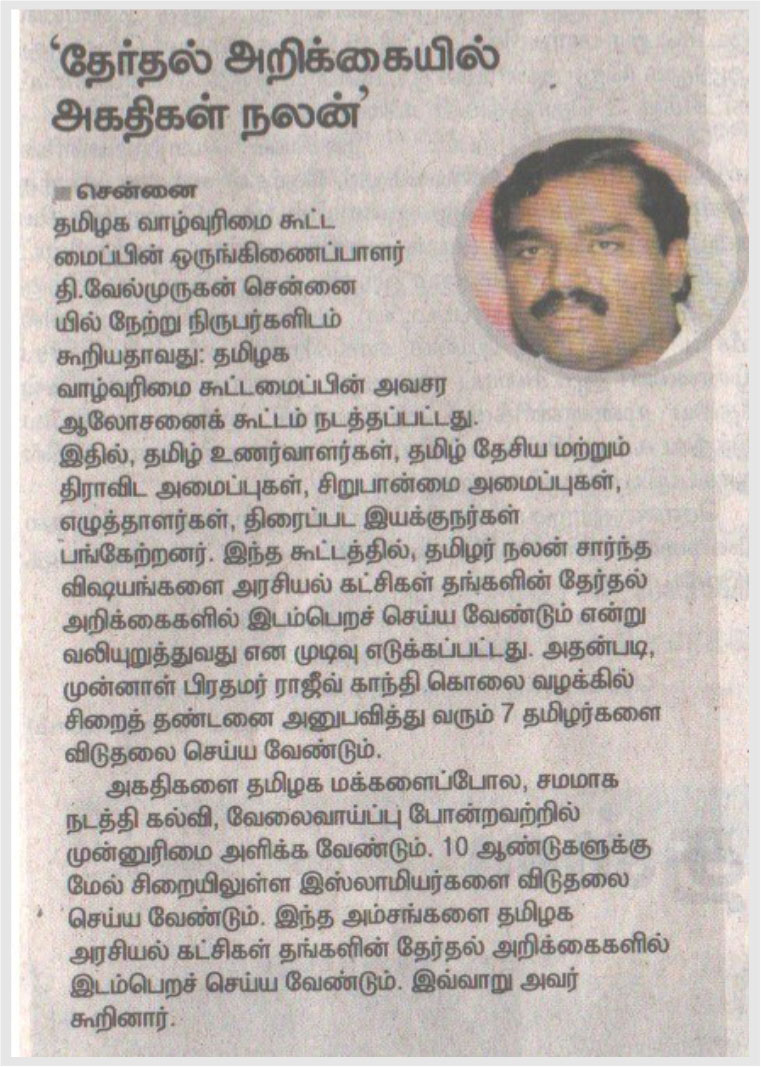 ‘தேர்தல் அறிக்கையில்
அகதிகள் நலன்’
■ சென்னை
தமிழக வாழ்வுரிமை கூட்ட
மைப்பின் ஒருங்கிணைப்பாளர்
தி.வேல்முருகன் சென்னை
யில் நேற்று நிருபர்களிடம்
கூறியதாவது: தமிழக
வாழ்வுரிமை கூட்டமைப்பின் அவசர
ஆலோசனைக் கூட்டம் நடத்தப்பட்டது.
இதில், தமிழ் உணர்வாளர்கள், தமிழ் தேசிய மற்றும்
திராவிட அமைப்புகள், சிறுபான்மை அமைப்புகள்,
எழுத்தாளர்கள், திரைப்பட இயக்குநர்கள்
பங்கேற்றனர். இந்த கூட்டத்தில், தமிழர் நலன் சார்ந்த
விஷயங்களை அரசியல் கட்சிகள் தங்களின் தேர்தல்
அறிக்கைகளில் இடம்பெறச் செய்ய வேண்டும் என்று
வலியுறுத்துவது என முடிவு எடுக்கப்பட்டது. அதன்படி,
முன்னாள் பிரதமர் ராஜீவ் காந்தி கொலை வழக்கில்
சிறைத் தண்டனை அனுபவித்து வரும் 7 தமிழர்களை
விடுதலை செய்ய வேண்டும்.
அகதிகளை தமிழக மக்களைப்போல, சமமாக
நடத்தி கல்வி, வேலைவாய்ப்பு போன்றவற்றில்
முன்னுரிமை அளிக்க வேண்டும். 10 ஆண்டுகளுக்கு
மேல் சிறையிலுள்ள இஸ்லாமியர்களை விடுதலை
செய்ய வேண்டும். இந்த அம்சங்களை தமிழக
அரசியல் கட்சிகள் தங்களின் தேர்தல் அறிக்கைகளில்
இடம்பெறச் செய்ய வேண்டும். இவ்வாறு அவர்
கூறினார்.